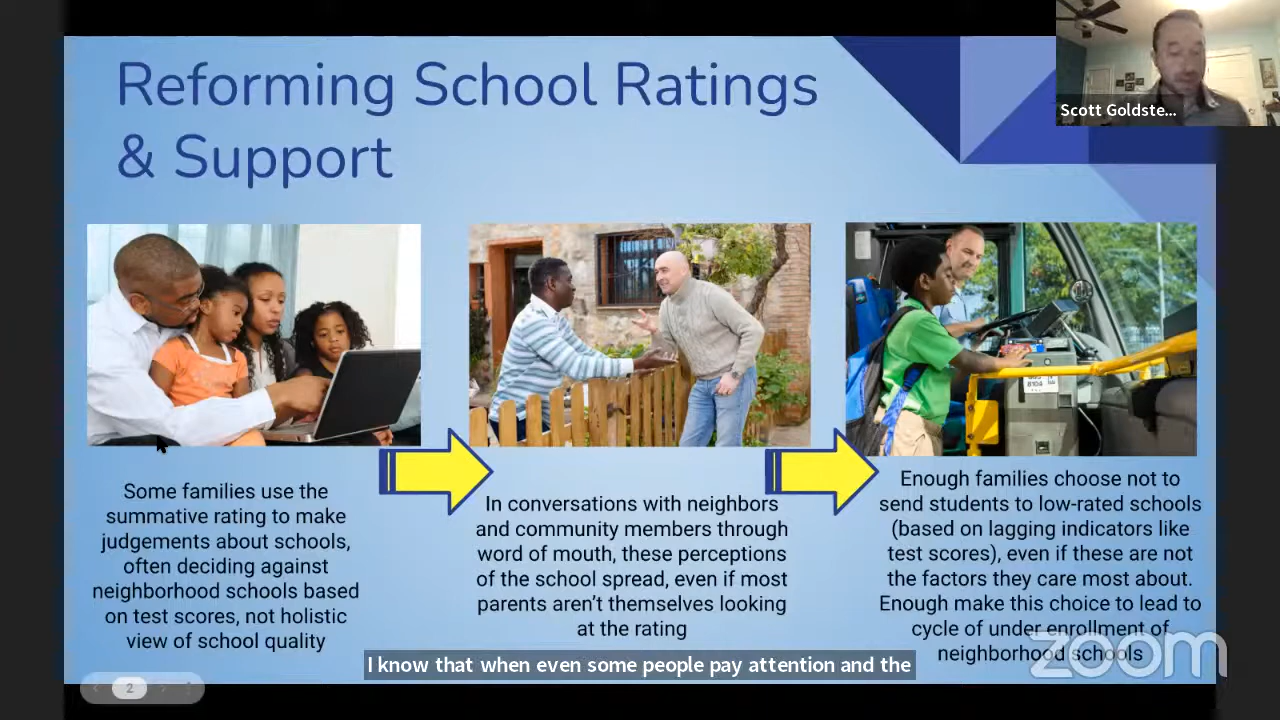 Reforming School Ratings
& Support
Scott Goldste...
Some families use the
summative rating to make
judgements about schools,
often deciding against
neighborhood schools based
on test scores, not holistic
view of school quality
In conversations with neighbors
and community members through
word of mouth, these perceptions
of the school spread, even if most
parents aren't themselves looking
at the rating
Enough families choose not to
send students to low-rated schools
(based on lagging indicators like
test scores), even if these are not
the factors they care most about.
Enough make this choice to lead to
cycle of under enrollment of
neighborhood schools
I know that when even some people pay attention and the
zoom
2